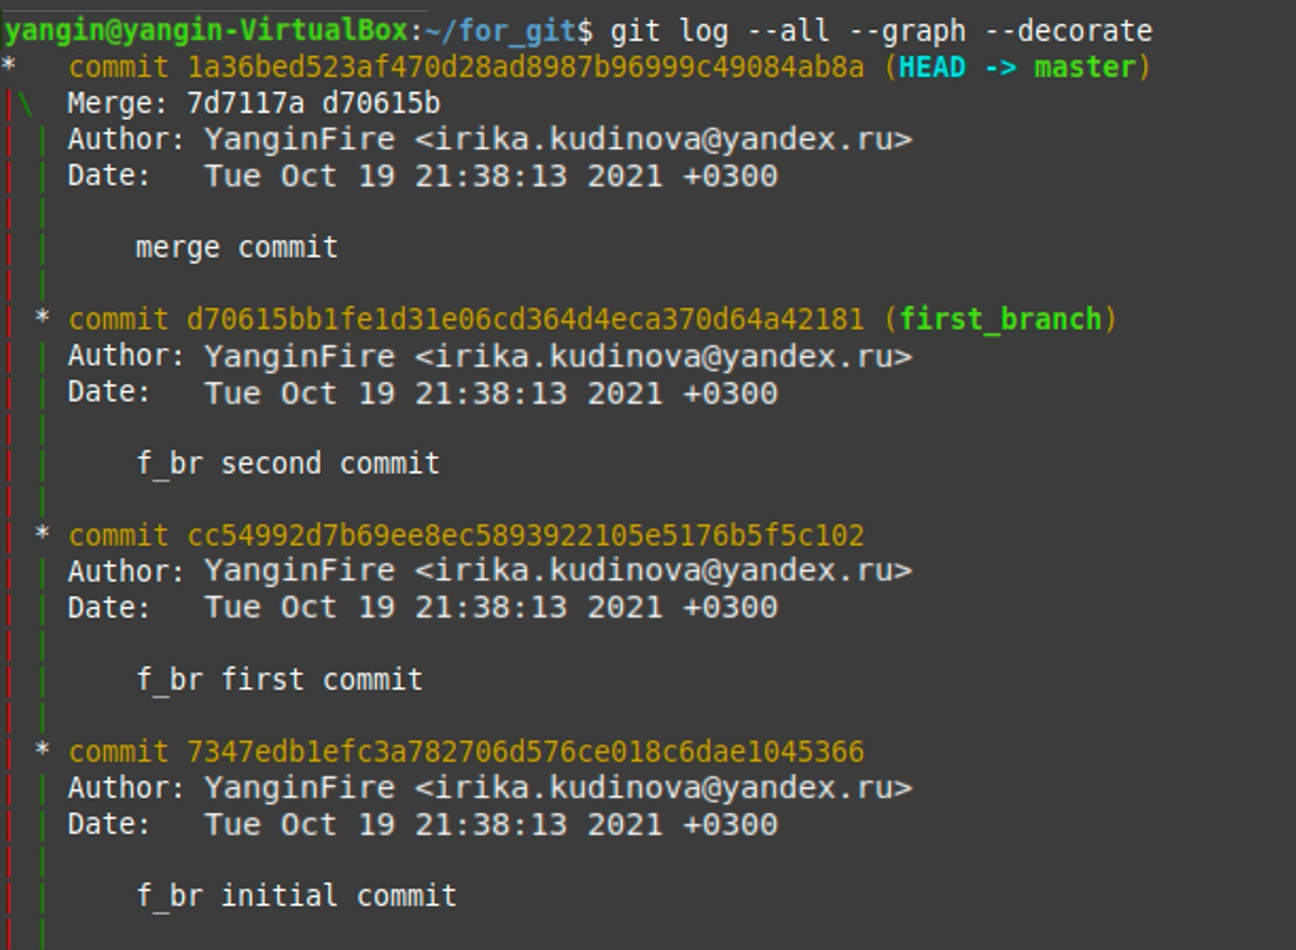 yangin@yangin-VirtualBox:~/for_git$ git log --all --graph --decorate
*   commit 1a36bed523af470d28ad8987b96999c49084ab8a (HEAD -> master)
|\  Merge: 7d7117a d70615b
| | Author: YanginFire <irika.kudinova@yandex.ru>
| | Date:   Tue Oct 19 21:38:13 2021 +0300
| |
| |     merge commit
| |
| * commit d70615bb1fe1d31e06cd364d4eca370d64a42181 (first_branch)
| | Author: YanginFire <irika.kudinova@yandex.ru>
| | Date:   Tue Oct 19 21:38:13 2021 +0300
| |
| |     f_br second commit
| |
| * commit cc54992d7b69ee8ec5893922105e5176b5f5c102
| | Author: YanginFire <irika.kudinova@yandex.ru>
| | Date:   Tue Oct 19 21:38:13 2021 +0300
| |
| |     f_br first commit
| |
| * commit 7347edb1efc3a782706d576ce018c6dae1045366
| | Author: YanginFire <irika.kudinova@yandex.ru>
| | Date:   Tue Oct 19 21:38:13 2021 +0300
| |
| |     f_br initial commit
| |